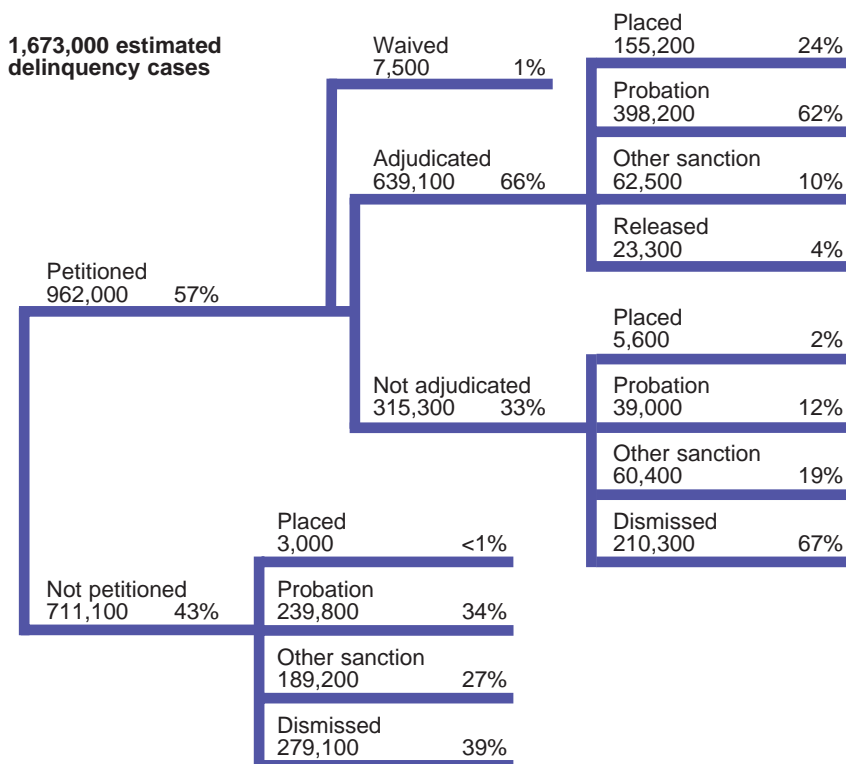 1,673,000 estimated
delinquency cases
Petitioned
962,000 57%
Waived
7,500 1%
Adjudicated
639,100 66%
Placed
155,200 24%
Probation
398,200 62%
Other sanction
62,500 10%
Released
23,300 4%
Not adjudicated
315,300 33%
Placed
5,600 2%
Probation
39,000 12%
Other sanction
60,400 19%
Dismissed
210,300 67%
Not petitioned
711,100 43%
Placed
3,000 <1%
Probation
239,800 34%
Other sanction
189,200 27%
Dismissed
279,100 39%